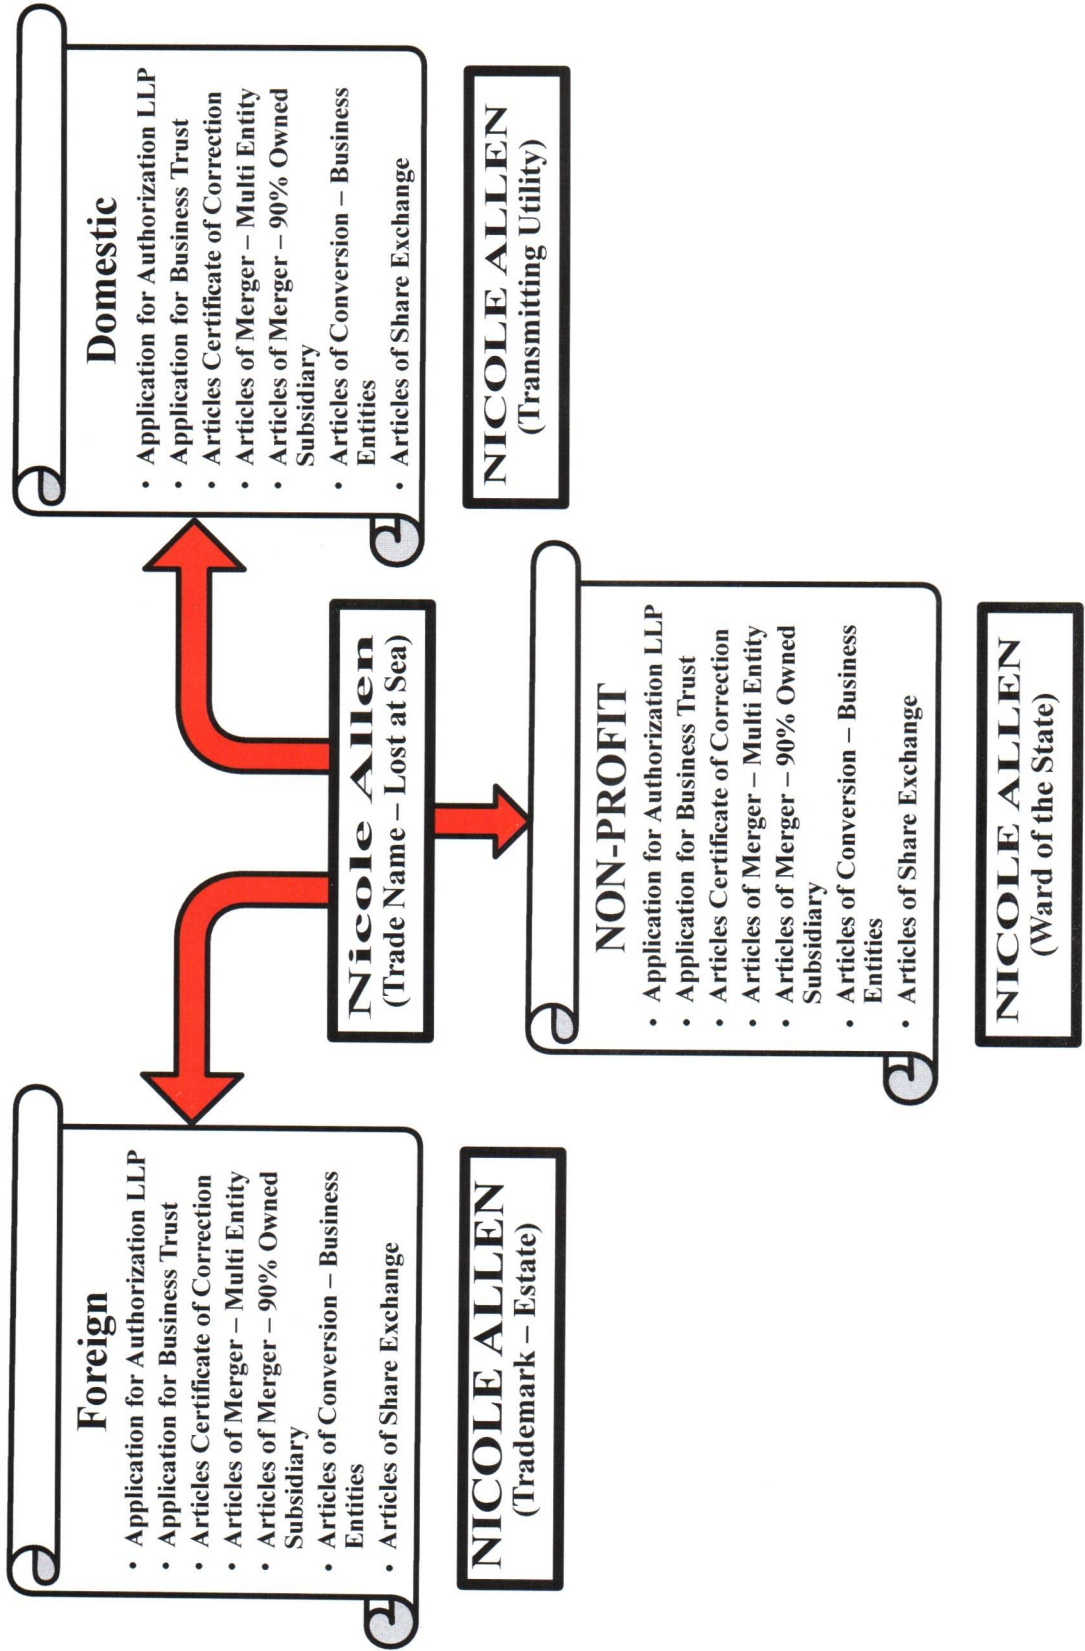 Foreign
• Application for Authorization LLP
• Application for Business Trust
• Articles Certificate of Correction
• Articles of Merger – Multi Entity
• Articles of Merger – 90% Owned
Subsidiary
• Articles of Conversion – Business
Entities
• Articles of Share Exchange
NICOLE ALLEN
(Trademark – Estate)
Nicole Allen
(Trade Name – Lost at Sea)
Domestic
• Application for Authorization LLP
• Application for Business Trust
• Articles Certificate of Correction
• Articles of Merger – Multi Entity
• Articles of Merger – 90% Owned
Subsidiary
• Articles of Conversion – Business
Entities
• Articles of Share Exchange
NICOLE ALLEN
(Transmitting Utility)
NON-PROFIT
• Application for Authorization LLP
• Application for Business Trust
• Articles Certificate of Correction
• Articles of Merger – Multi Entity
• Articles of Merger – 90% Owned
Subsidiary
• Articles of Conversion – Business
Entities
• Articles of Share Exchange
NICOLE ALLEN
(Ward of the State)